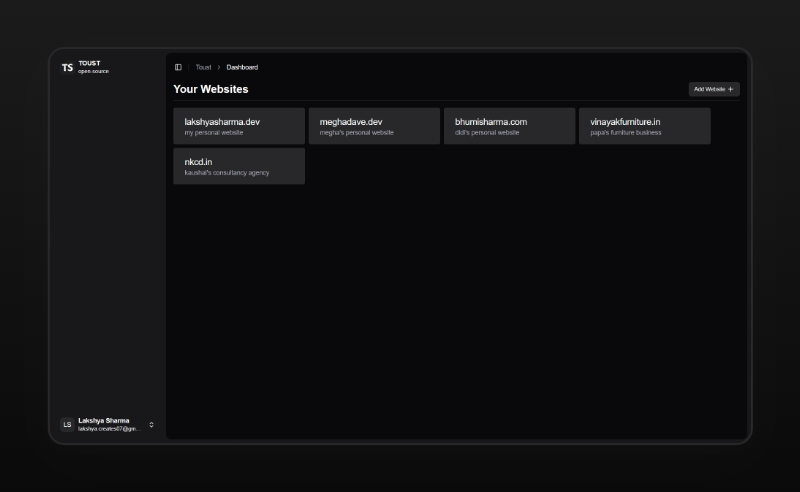 TS TOUST
open-source
Toust > Dashboard
Your Websites
Add Website +
lakshyasharma.dev
my personal website
meghadave.dev
megha's personal website
bhumisharma.com
didi's personal website
vinayakfurniture.in
papa's furniture business
nkcd.in
kaushal's consultancy agency
LS Lakshya Sharma
lakshya.creates07@gm...